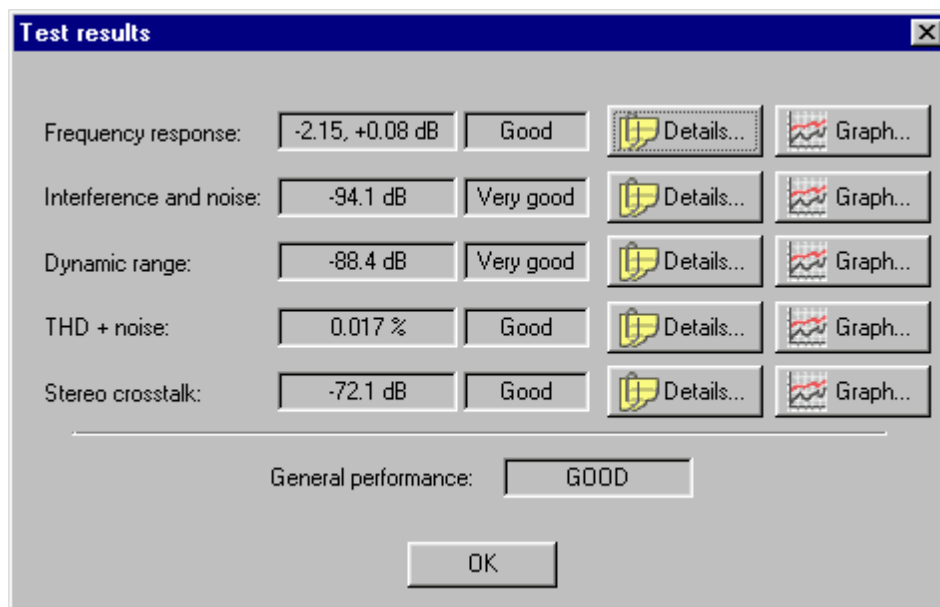 Test results
Frequency response: -2.15, +0.08 dB Good Details... Graph...
Interference and noise: -94.1 dB Very good Details... Graph...
Dynamic range: -88.4 dB Very good Details... Graph...
THD + noise: 0.017 % Good Details... Graph...
Stereo crosstalk: -72.1 dB Good Details... Graph...
General performance: GOOD
OK